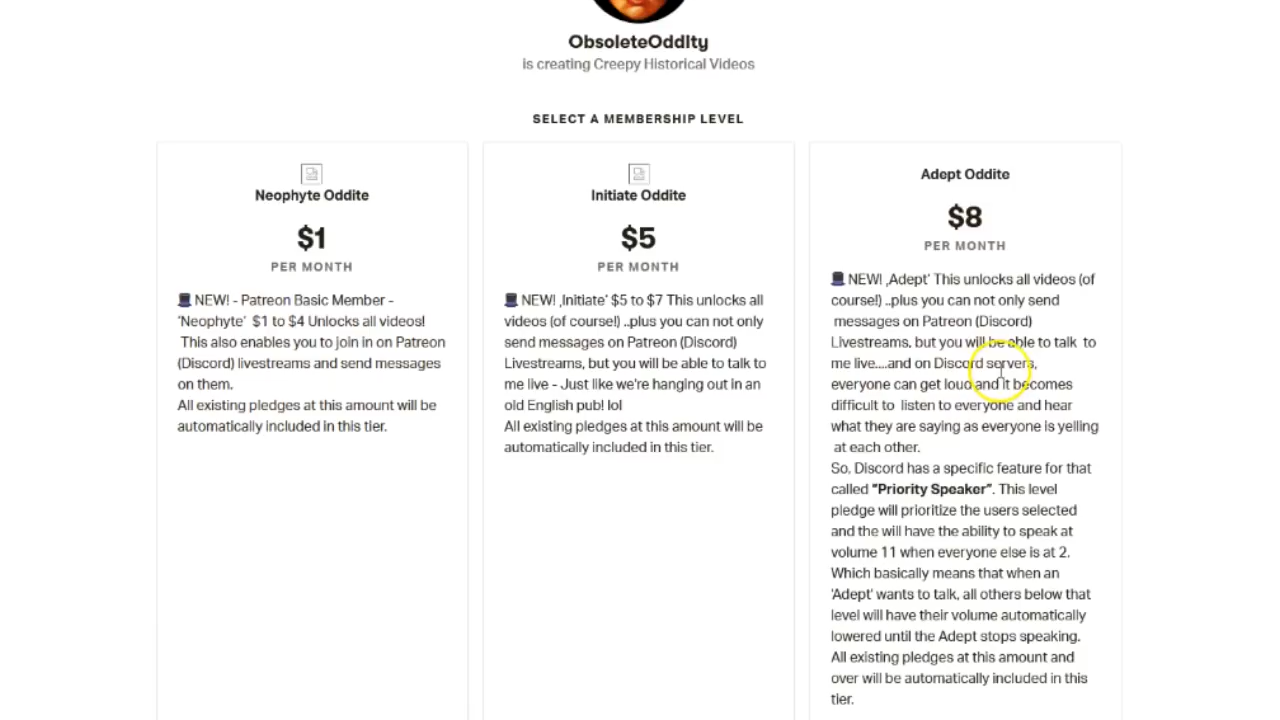 ObsoleteOddity
is creating Creepy Historical Videos
SELECT A MEMBERSHIP LEVEL
Neophyte Oddite
$1
PER MONTH
NEW! - Patreon Basic Member -
'Neophyte'  $1 to $4 Unlocks all videos!
This also enables you to join in on Patreon
(Discord) livestreams and send messages
on them.
All existing pledges at this amount will be
automatically included in this tier.
Initiate Oddite
$5
PER MONTH
NEW! ,Initiate' $5 to $7 This unlocks all
videos (of course!) ..plus you can not only
send messages on Patreon (Discord)
Livestreams, but you will be able to talk to
me live - Just like we're hanging out in an
old English pub! lol
All existing pledges at this amount will be
automatically included in this tier.
Adept Oddite
$8
PER MONTH
NEW! ,Adept' This unlocks all videos (of
course!) ..plus you can not only send
messages on Patreon (Discord)
Livestreams, but you will be able to talk  to
me live....and on Discord servers,
everyone can get loud and it becomes
difficult to  listen to everyone and hear
what they are saying as everyone is yelling
at each other.
So, Discord has a specific feature for that
called "Priority Speaker". This level
pledge will prioritize the users selected
and the will have the ability to speak at
volume 11 when everyone else is at 2.
Which basically means that when an
'Adept' wants to talk, all others below that
level will have their volume automatically
lowered until the Adept stops speaking.
All existing pledges at this amount and
over will be automatically included in this
tier.